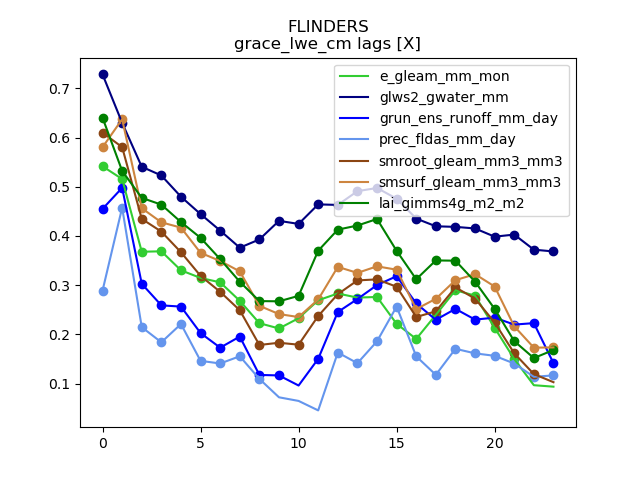 FLINDERS
grace_lwe_cm lags [X]
e_gleam_mm_mon
glws2_gwater_mm
grun_ens_runoff_mm_day
prec_fldas_mm_day
smroot_gleam_mm3_mm3
smsurf_gleam_mm3_mm3
lai_gimms4g_m2_m2
0.7
0.6
0.5
0.4
0.3
0.2
0.1
0 5 10 15 20